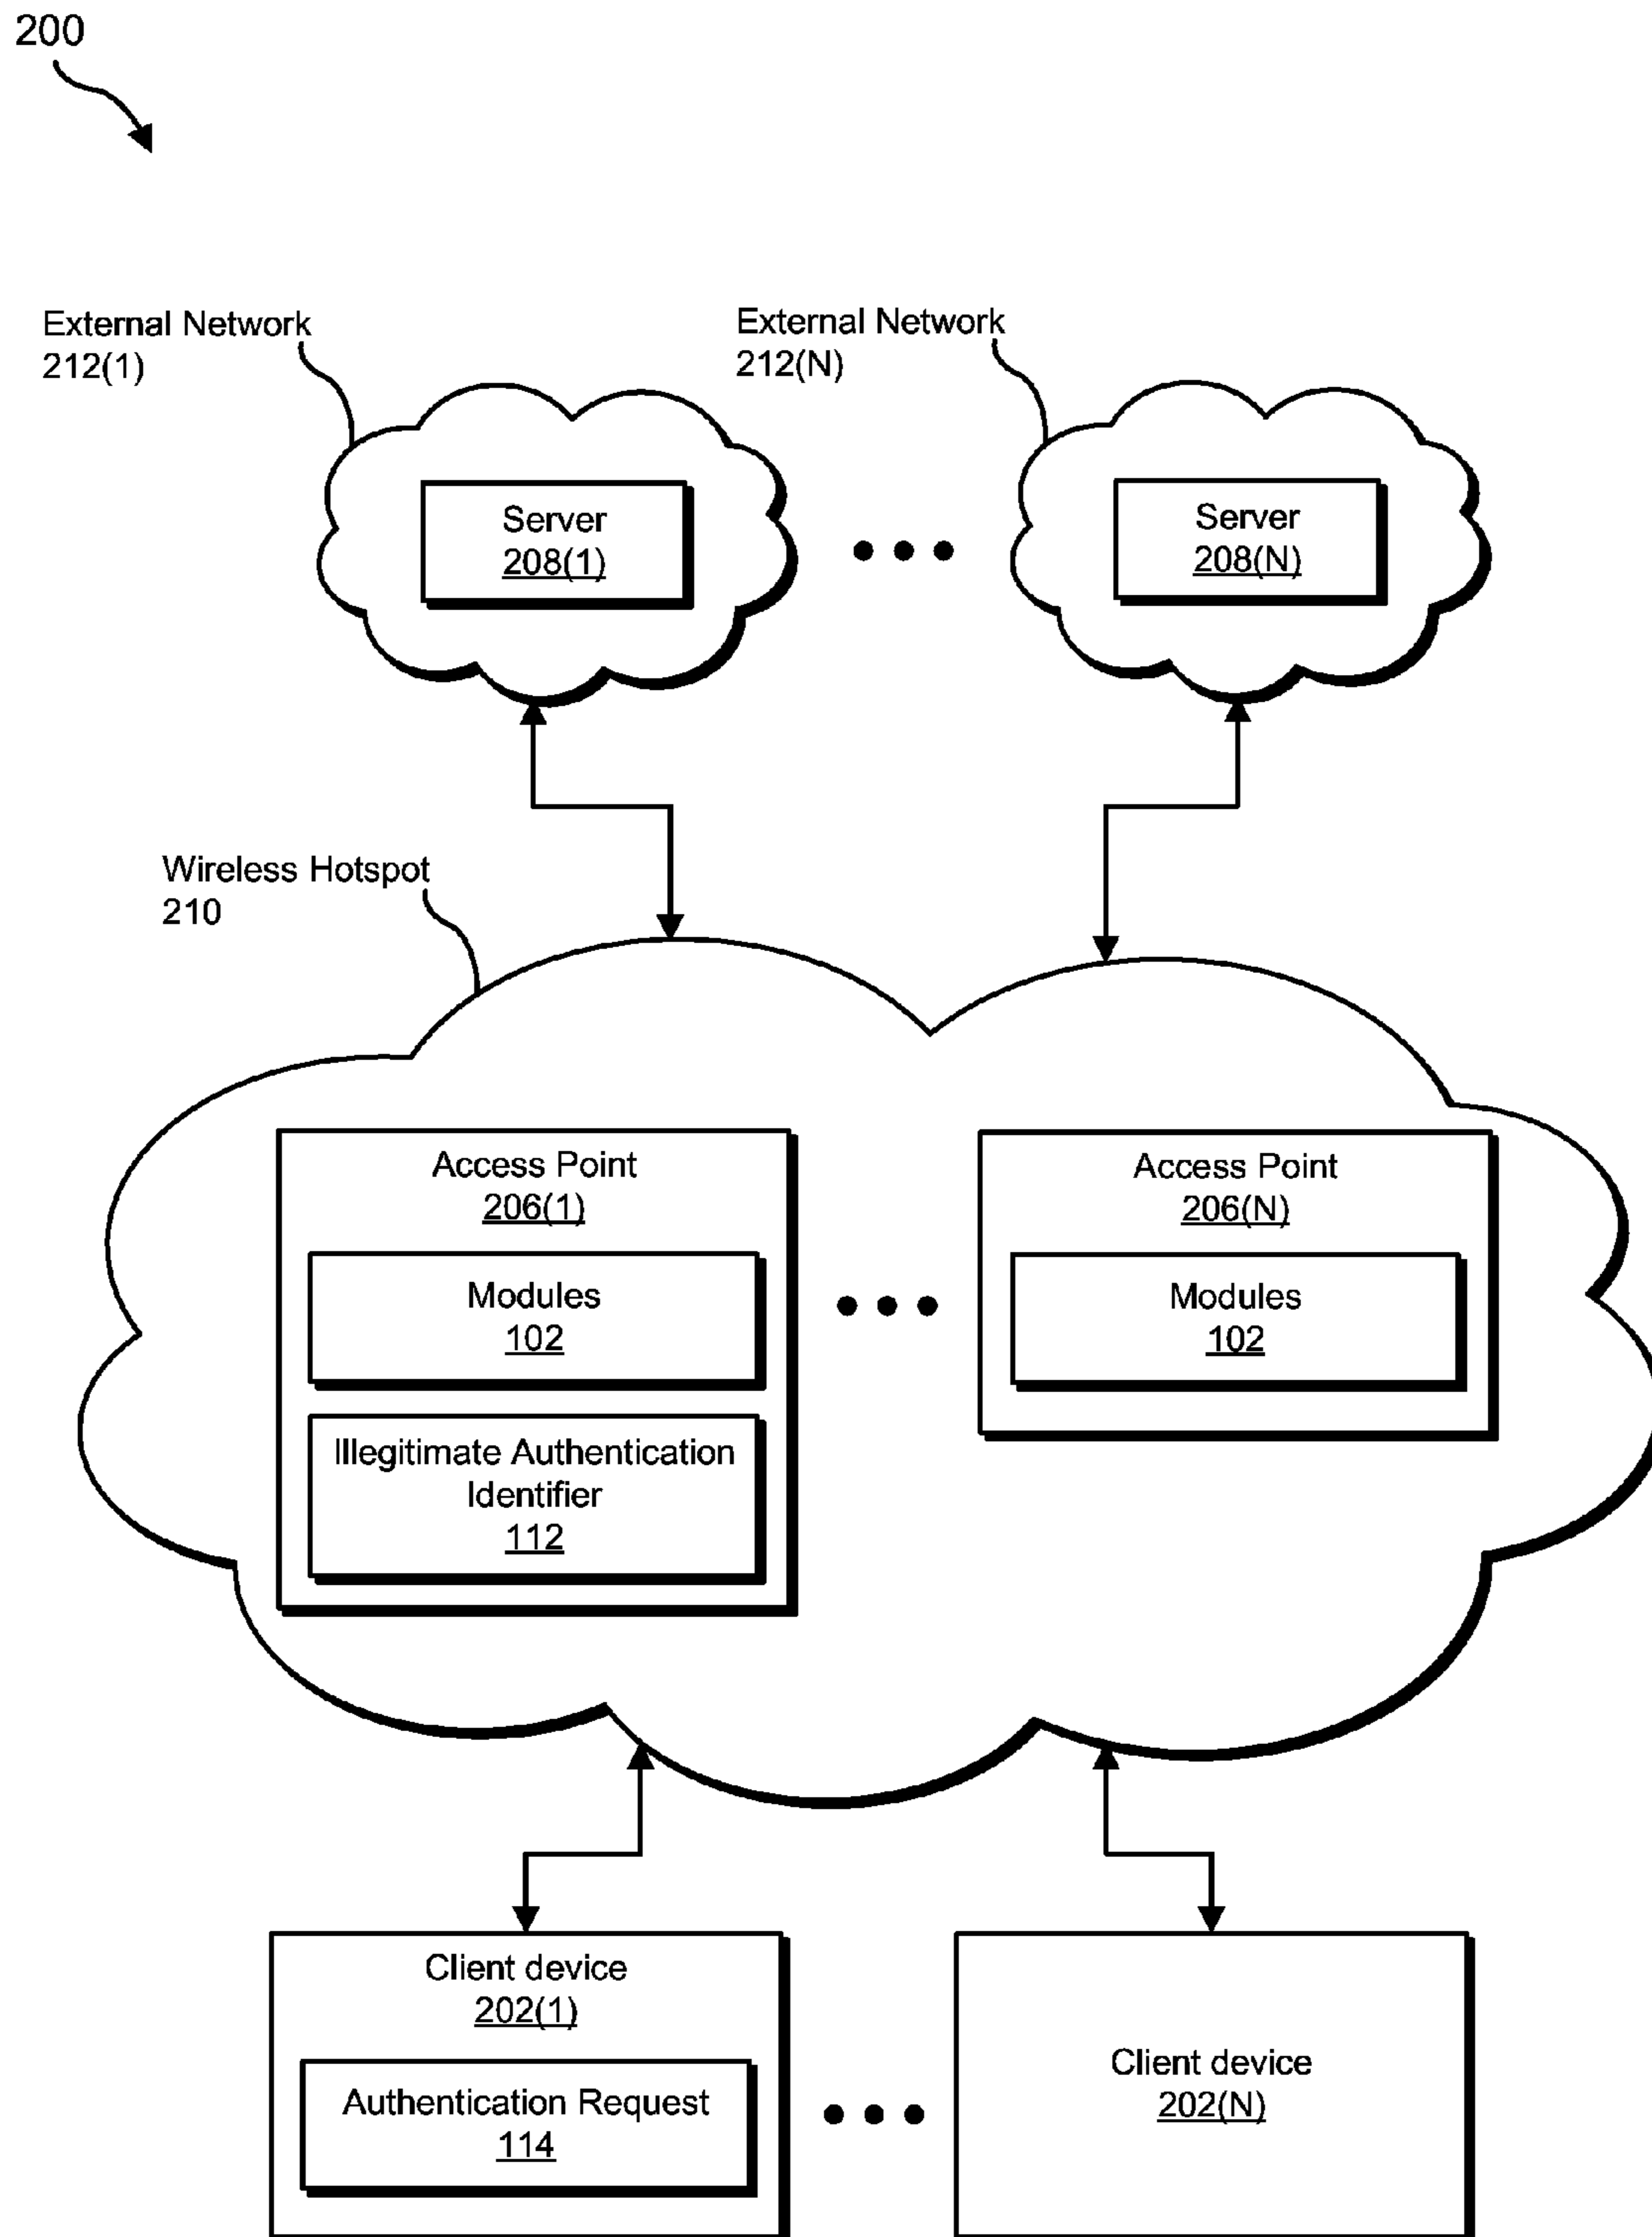 200
External Network
212(1)
External Network
212(N)
Server
208(1)
Server
208(N)
Wireless Hotspot
210
Access Point
206(1)
Modules
102
Illegitimate Authentication
Identifier
112
Access Point
206(N)
Modules
102
Client device
202(1)
Authentication Request
114
Client device
202(N)